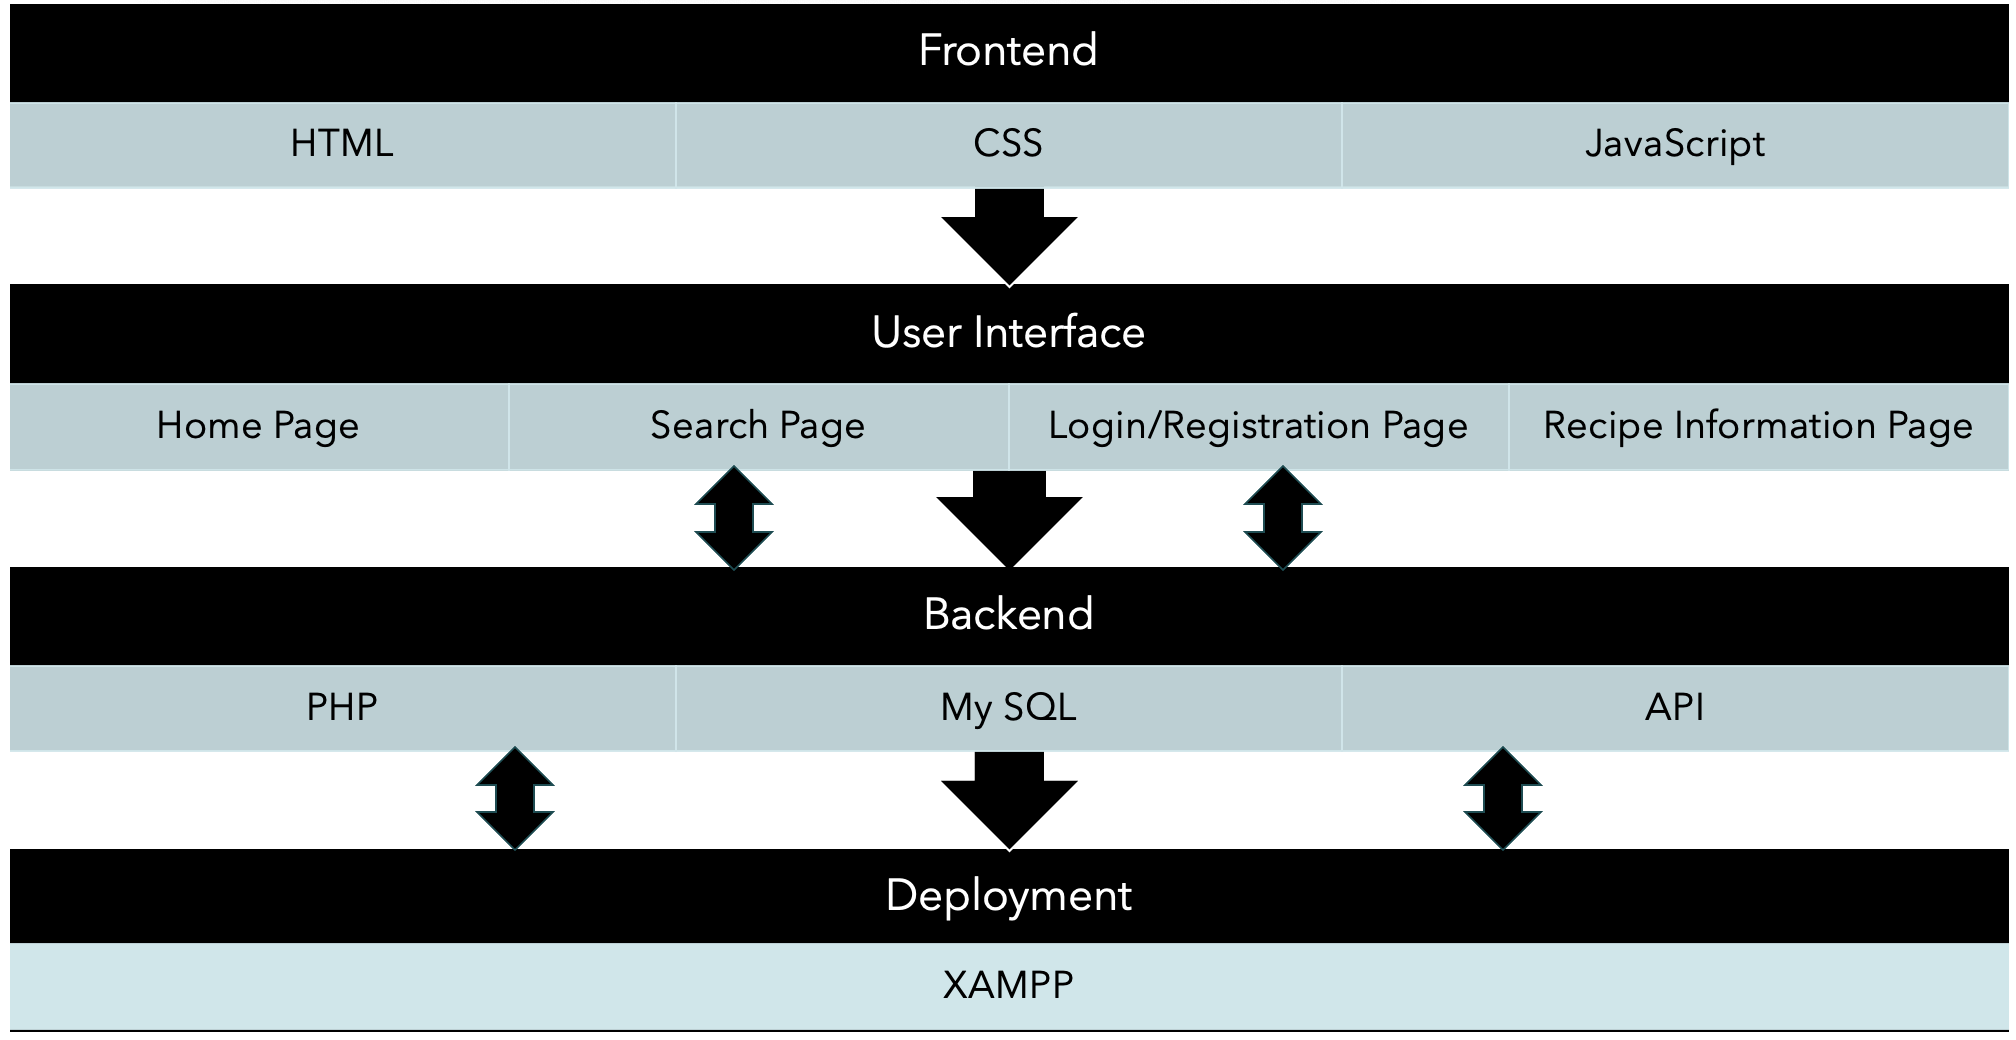 Frontend
HTML CSS JavaScript
User Interface
Home Page Search Page Login/Registration Page Recipe Information Page
Backend
PHP My SQL API
Deployment
XAMPP